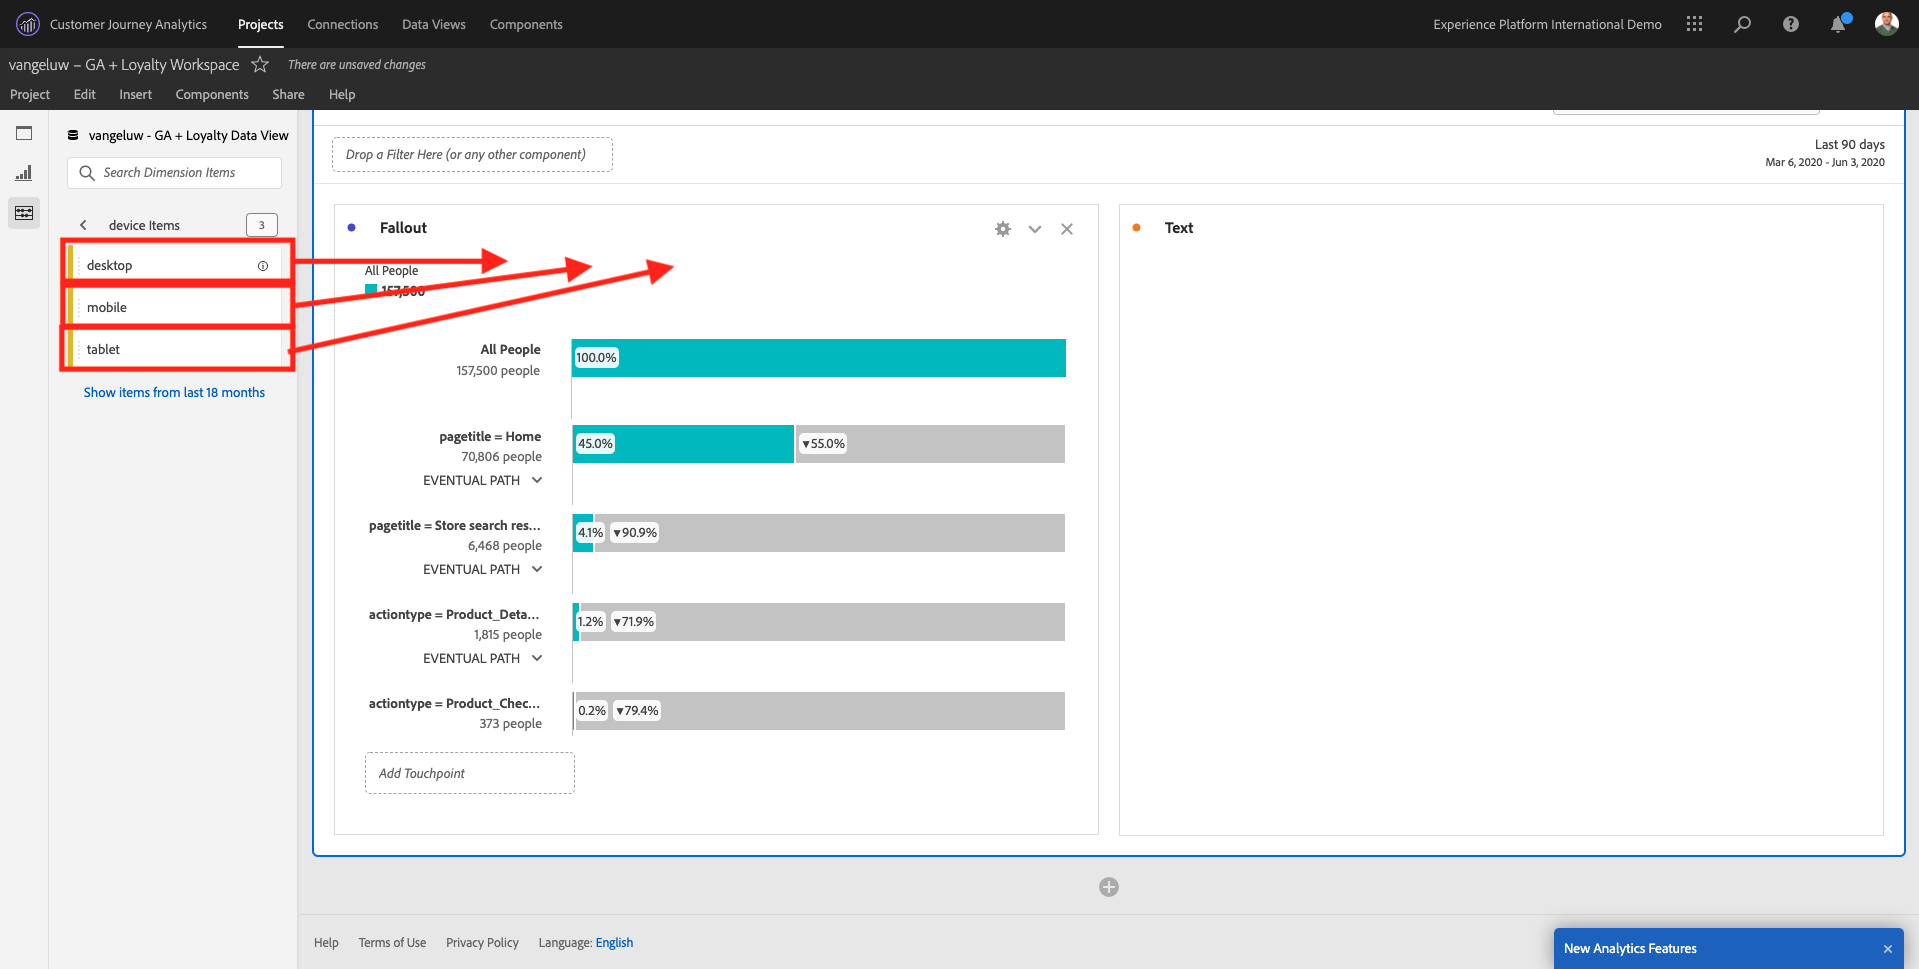 Customer Journey Analytics Projects Connections Data Views Components Experience Platform International Demo
vangeluw – GA + Loyalty Workspace There are unsaved changes
Project Edit Insert Components Share Help
vangeluw - GA + Loyalty Data View
Search Dimension Items
device Items 3
desktop
mobile
tablet
Show items from last 18 months
Drop a Filter Here (or any other component)
Last 90 days
Mar 6, 2020 - Jun 3, 2020
Fallout
All People
157,500
All People
157,500 people
100.0%
pagetitle = Home
70,806 people
EVENTUAL PATH
45.0% ▼55.0%
pagetitle = Store search res...
6,468 people
EVENTUAL PATH
4.1% ▼90.9%
actiontype = Product_Deta...
1,815 people
EVENTUAL PATH
1.2% ▼71.9%
actiontype = Product_Chec...
373 people
0.2% ▼79.4%
Add Touchpoint
Text
Help Terms of Use Privacy Policy Language: English
New Analytics Features